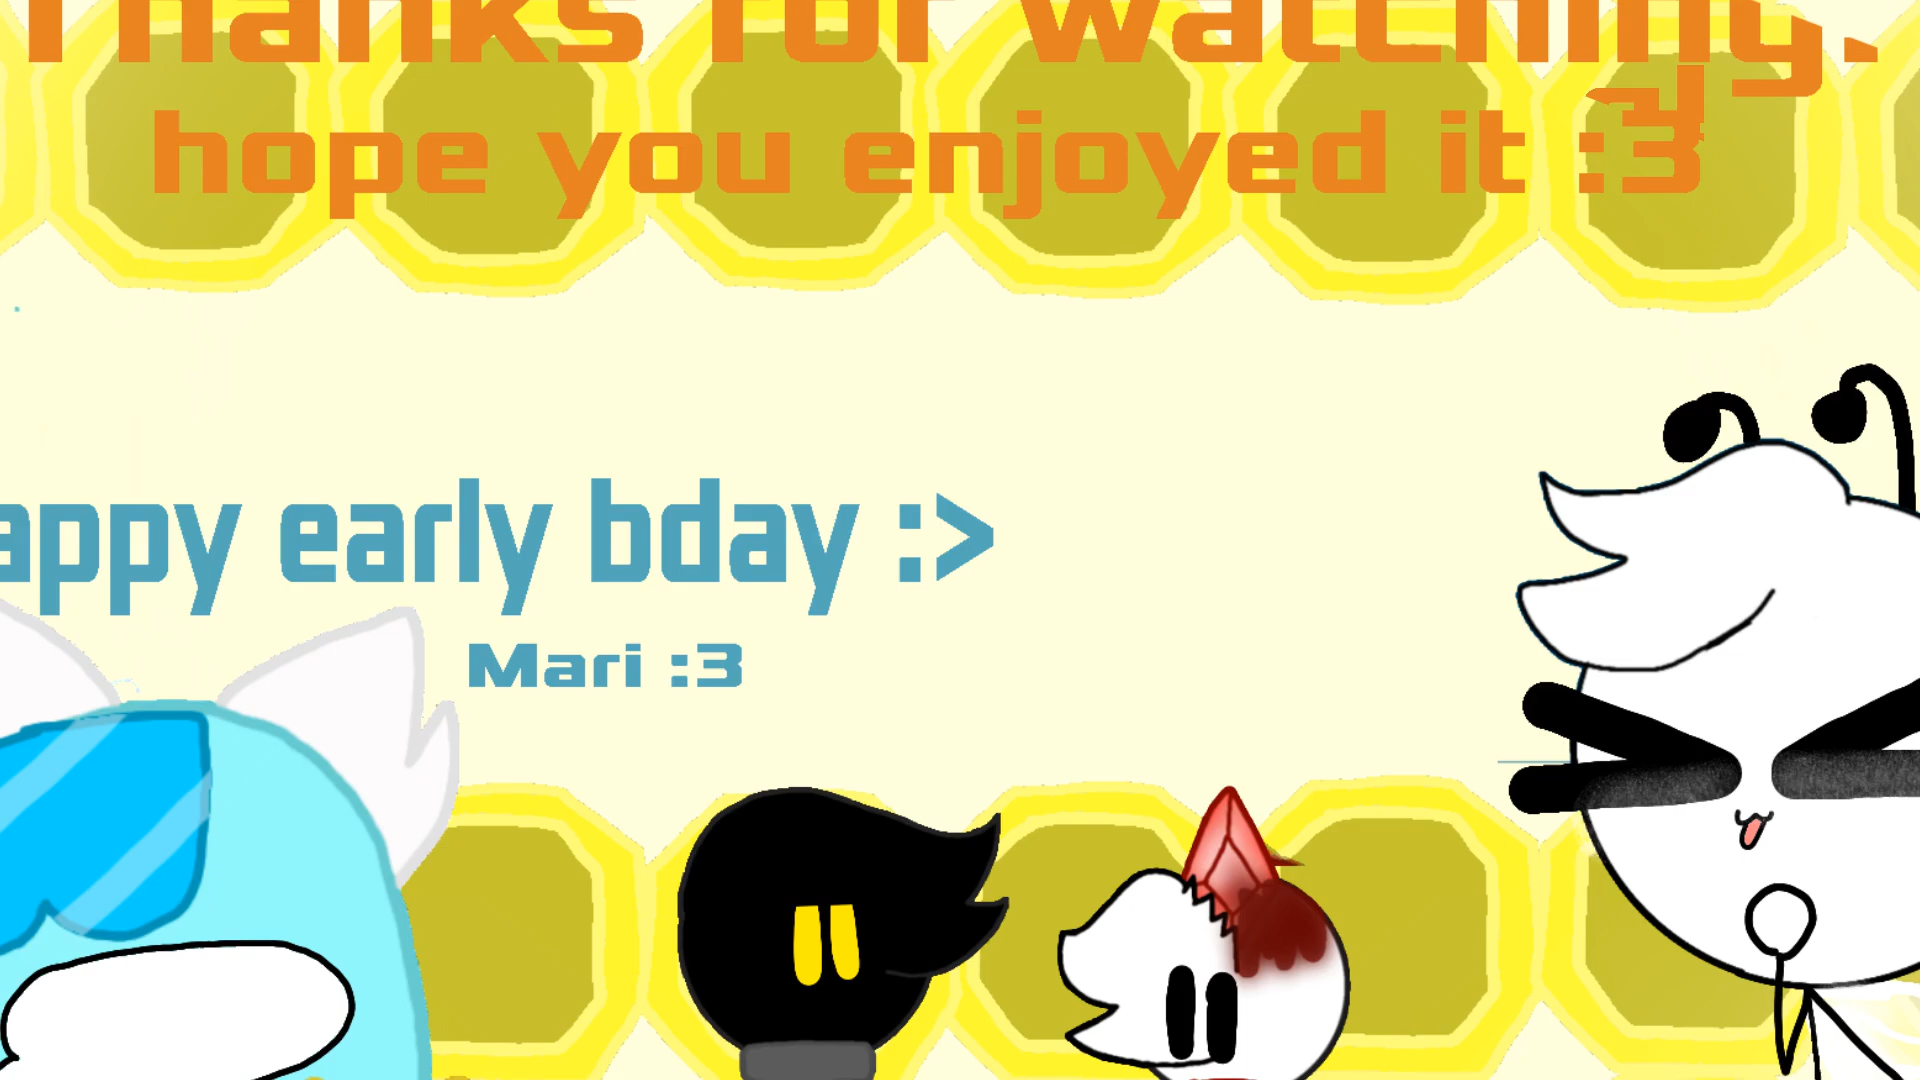 Thanks for watching.
hope you enjoyed it :3
appy early bday :>
Mari :3